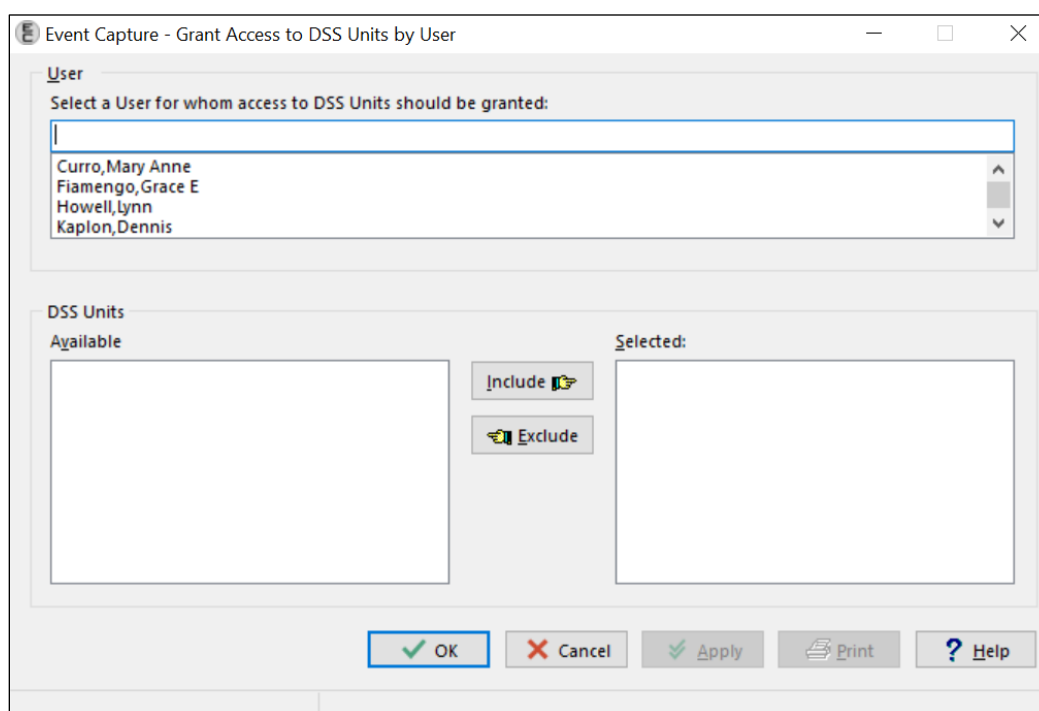 Event Capture - Grant Access to DSS Units by User
User
Select a User for whom access to DSS Units should be granted:
Curro,Mary Anne
Fiamengo,Grace E
Howell,Lynn
Kaplon,Dennis
DSS Units
Available
Selected:
Include
Exclude
OK
Cancel
Apply
Print
? Help